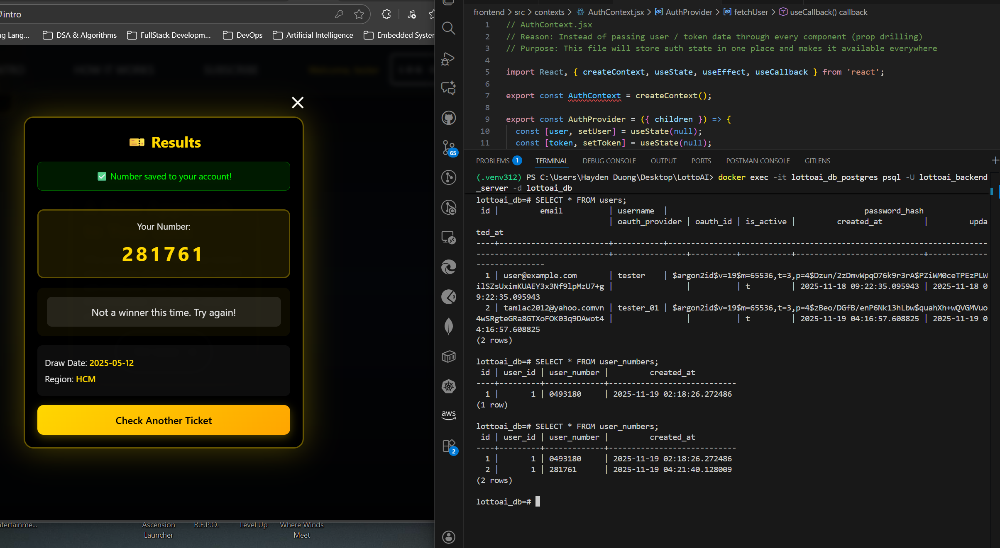 #intro
ng Lang...
DSA & Algorithms
FullStack Developm...
DevOps
Artificial Intelligence
Embedded Syster
HOW IT WORKS
SUBSCRIBE
Results
Number saved to your account!
Your Number:
281761
Not a winner this time. Try again!
Draw Date: 2025-05-12
Region: HCM
Check Another Ticket
ntertainme...
Ascension
Launcher
R.E.P.O.
Level Up
Where Winds
Meet
65
aws
2
frontend > src > contexts > AuthContext.jsx > AuthProvider > fetchUser > useCallback() callback
1 // AuthContext.jsx
2 // Reason: Instead of passing user / token data through every component (prop drilling)
3 // Purpose: This file will store auth state in one place and makes it available everywhere
4
5 import React, { createContext, useState, useEffect, useCallback } from 'react';
6
7 export const AuthContext = createContext();
8
9 export const AuthProvider = ({ children }) => {
10 const [user, setUser] = useState(null);
11 const [token, setToken] = useState(null);
PROBLEMS 1 TERMINAL DEBUG CONSOLE OUTPUT PORTS POSTMAN CONSOLE GITLENS
(.venv312) PS C:\Users\Hayden Duong\Desktop\LottoAI> docker exec -it lottoai_db_postgres psql -U lottoai_backend
_server -d lottoai_db
lottoai_db=# SELECT * FROM users;
id | email | username | password_hash
| oauth_provider | oauth_id | is_active | created_at | upda
ted_at
1 | user@example.com | tester | $argon2id$v=19$m=65536,t=3,p=4$Dzun/2zDmvWpqO76k9r3rA$PZiWM0ceTPEzPLW
ilSZsUximKUAEY3x3Nf9lpMzU7+g | | | t | 2025-11-18 09:22:35.095943 | 2025-11-18 0
9:22:35.095943
2 | tamlac2012@yahoo.comvn | tester_01 | $argon2id$v=19$m=65536,t=3,p=4$zBeo/DGfB/enP6Nk13hLbw$quahXh+wQVGMVuo
4wSRgteGRa8GTXoFOK03q9DAwot4 | | | t | 2025-11-19 04:16:57.608825 | 2025-11-19 0
4:16:57.608825
(2 rows)
lottoai_db=# SELECT * FROM user_numbers;
id | user_id | user_number | created_at
1 | 1 | 0493180 | 2025-11-19 02:18:26.272486
(1 row)
lottoai_db=# SELECT * FROM user_numbers;
id | user_id | user_number | created_at
1 | 1 | 0493180 | 2025-11-19 02:18:26.272486
2 | 1 | 281761 | 2025-11-19 04:21:40.128009
(2 rows)
lottoai_db=#